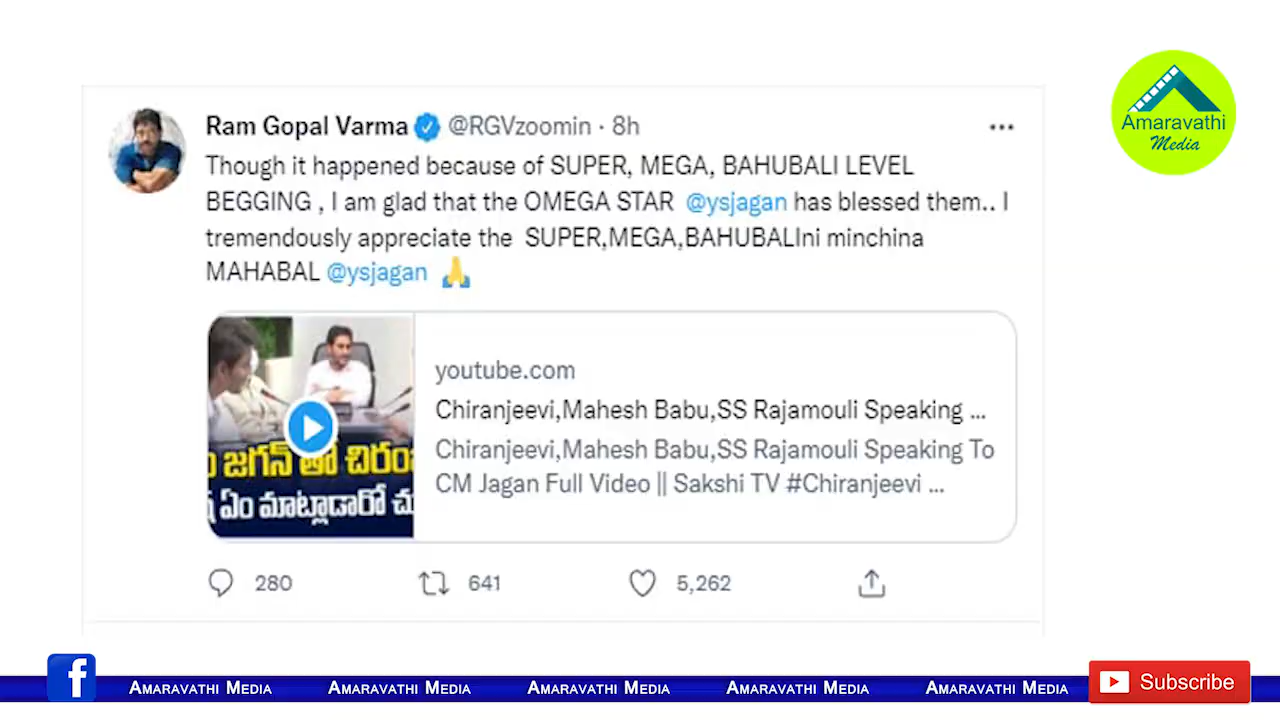 Ram Gopal Varma @RGVzoomin · 8h
Though it happened because of SUPER, MEGA, BAHUBALI LEVEL
BEGGING , I am glad that the OMEGA STAR @ysjagan has blessed them.. I
tremendously appreciate the SUPER,MEGA,BAHUBALIni minchina
MAHABAL @ysjagan 🙏
జగన్ తో చిరం
ఏం మాట్లాడారో చూ
youtube.com
Chiranjeevi,Mahesh Babu,SS Rajamouli Speaking ...
Chiranjeevi,Mahesh Babu,SS Rajamouli Speaking To
CM Jagan Full Video || Sakshi TV #Chiranjeevi ...
280 641 5,262
Amaravathi
Media
f Amaravathi Media Amaravathi Media Amaravathi Media Amaravathi Media Amaravathi Media Subscribe